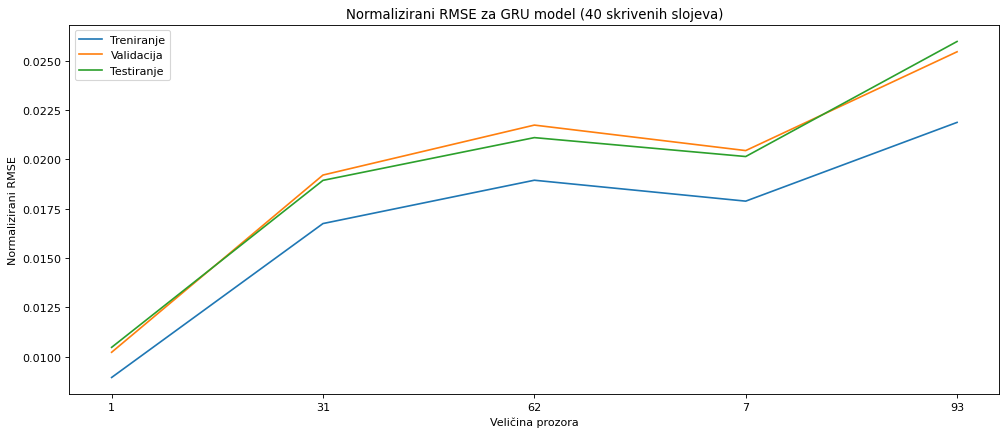 Normalizirani RMSE za GRU model (40 skrivenih slojeva)
Treniranje
Validacija
Testiranje
Normalizirani RMSE
0.0250
0.0225
0.0200
0.0175
0.0150
0.0125
0.0100
1 31 62 7 93
Veličina prozora